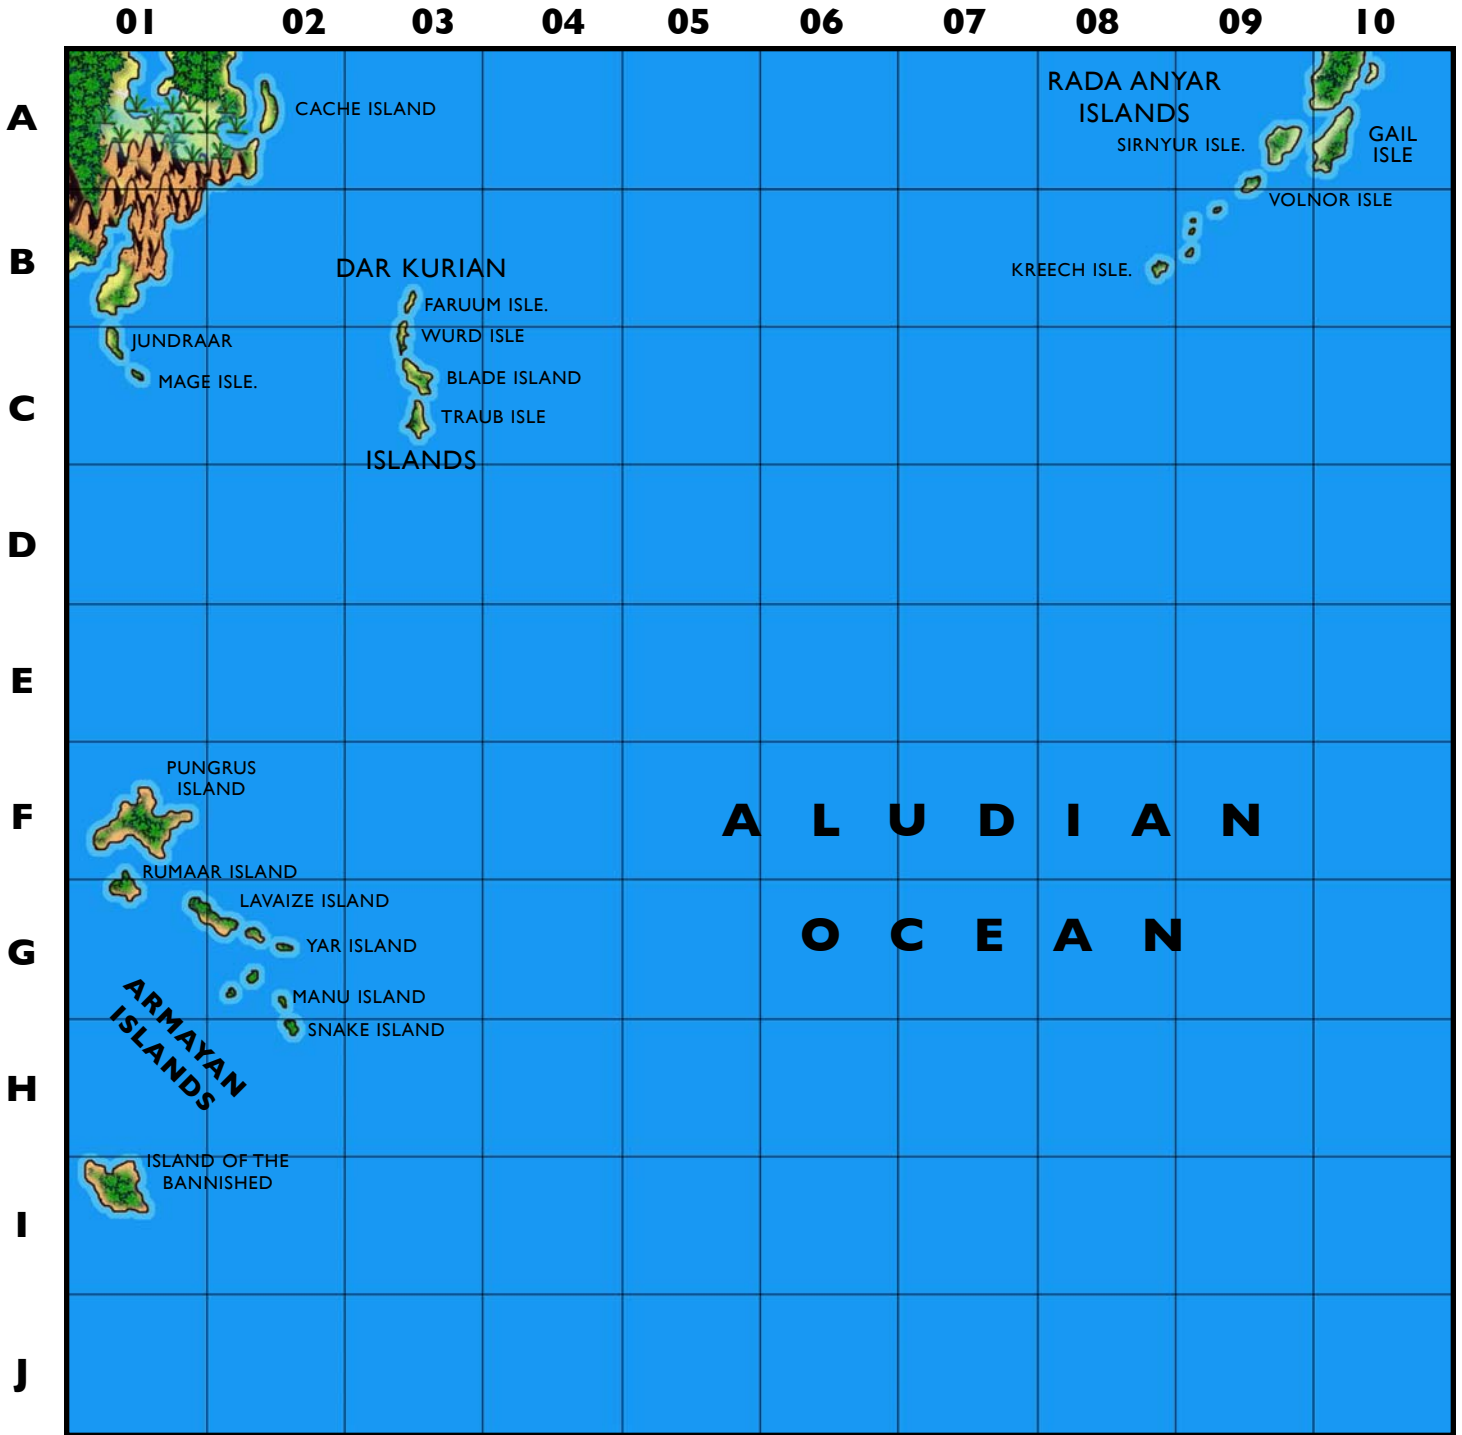 01 02 03 04 05 06 07 08 09 10
A
CACHE ISLAND
RADA ANYAR
ISLANDS
SIRNYUR ISLE.
GAIL
ISLE
VOLNOR ISLE
B
DAR KURIAN
KREECH ISLE.
FARUUM ISLE.
JUNDRAAR
WURD ISLE
MAGE ISLE.
BLADE ISLAND
C
TRAUB ISLE
ISLANDS
D
E
PUNGRUS
ISLAND
F
ALUDIAN
RUMAAR ISLAND
LAVAIZE ISLAND
G
YAR ISLAND
OCEAN
MANU ISLAND
ARMAYAN
ISLANDS
SNAKE ISLAND
H
ISLAND OF THE
BANNISHED
I
J